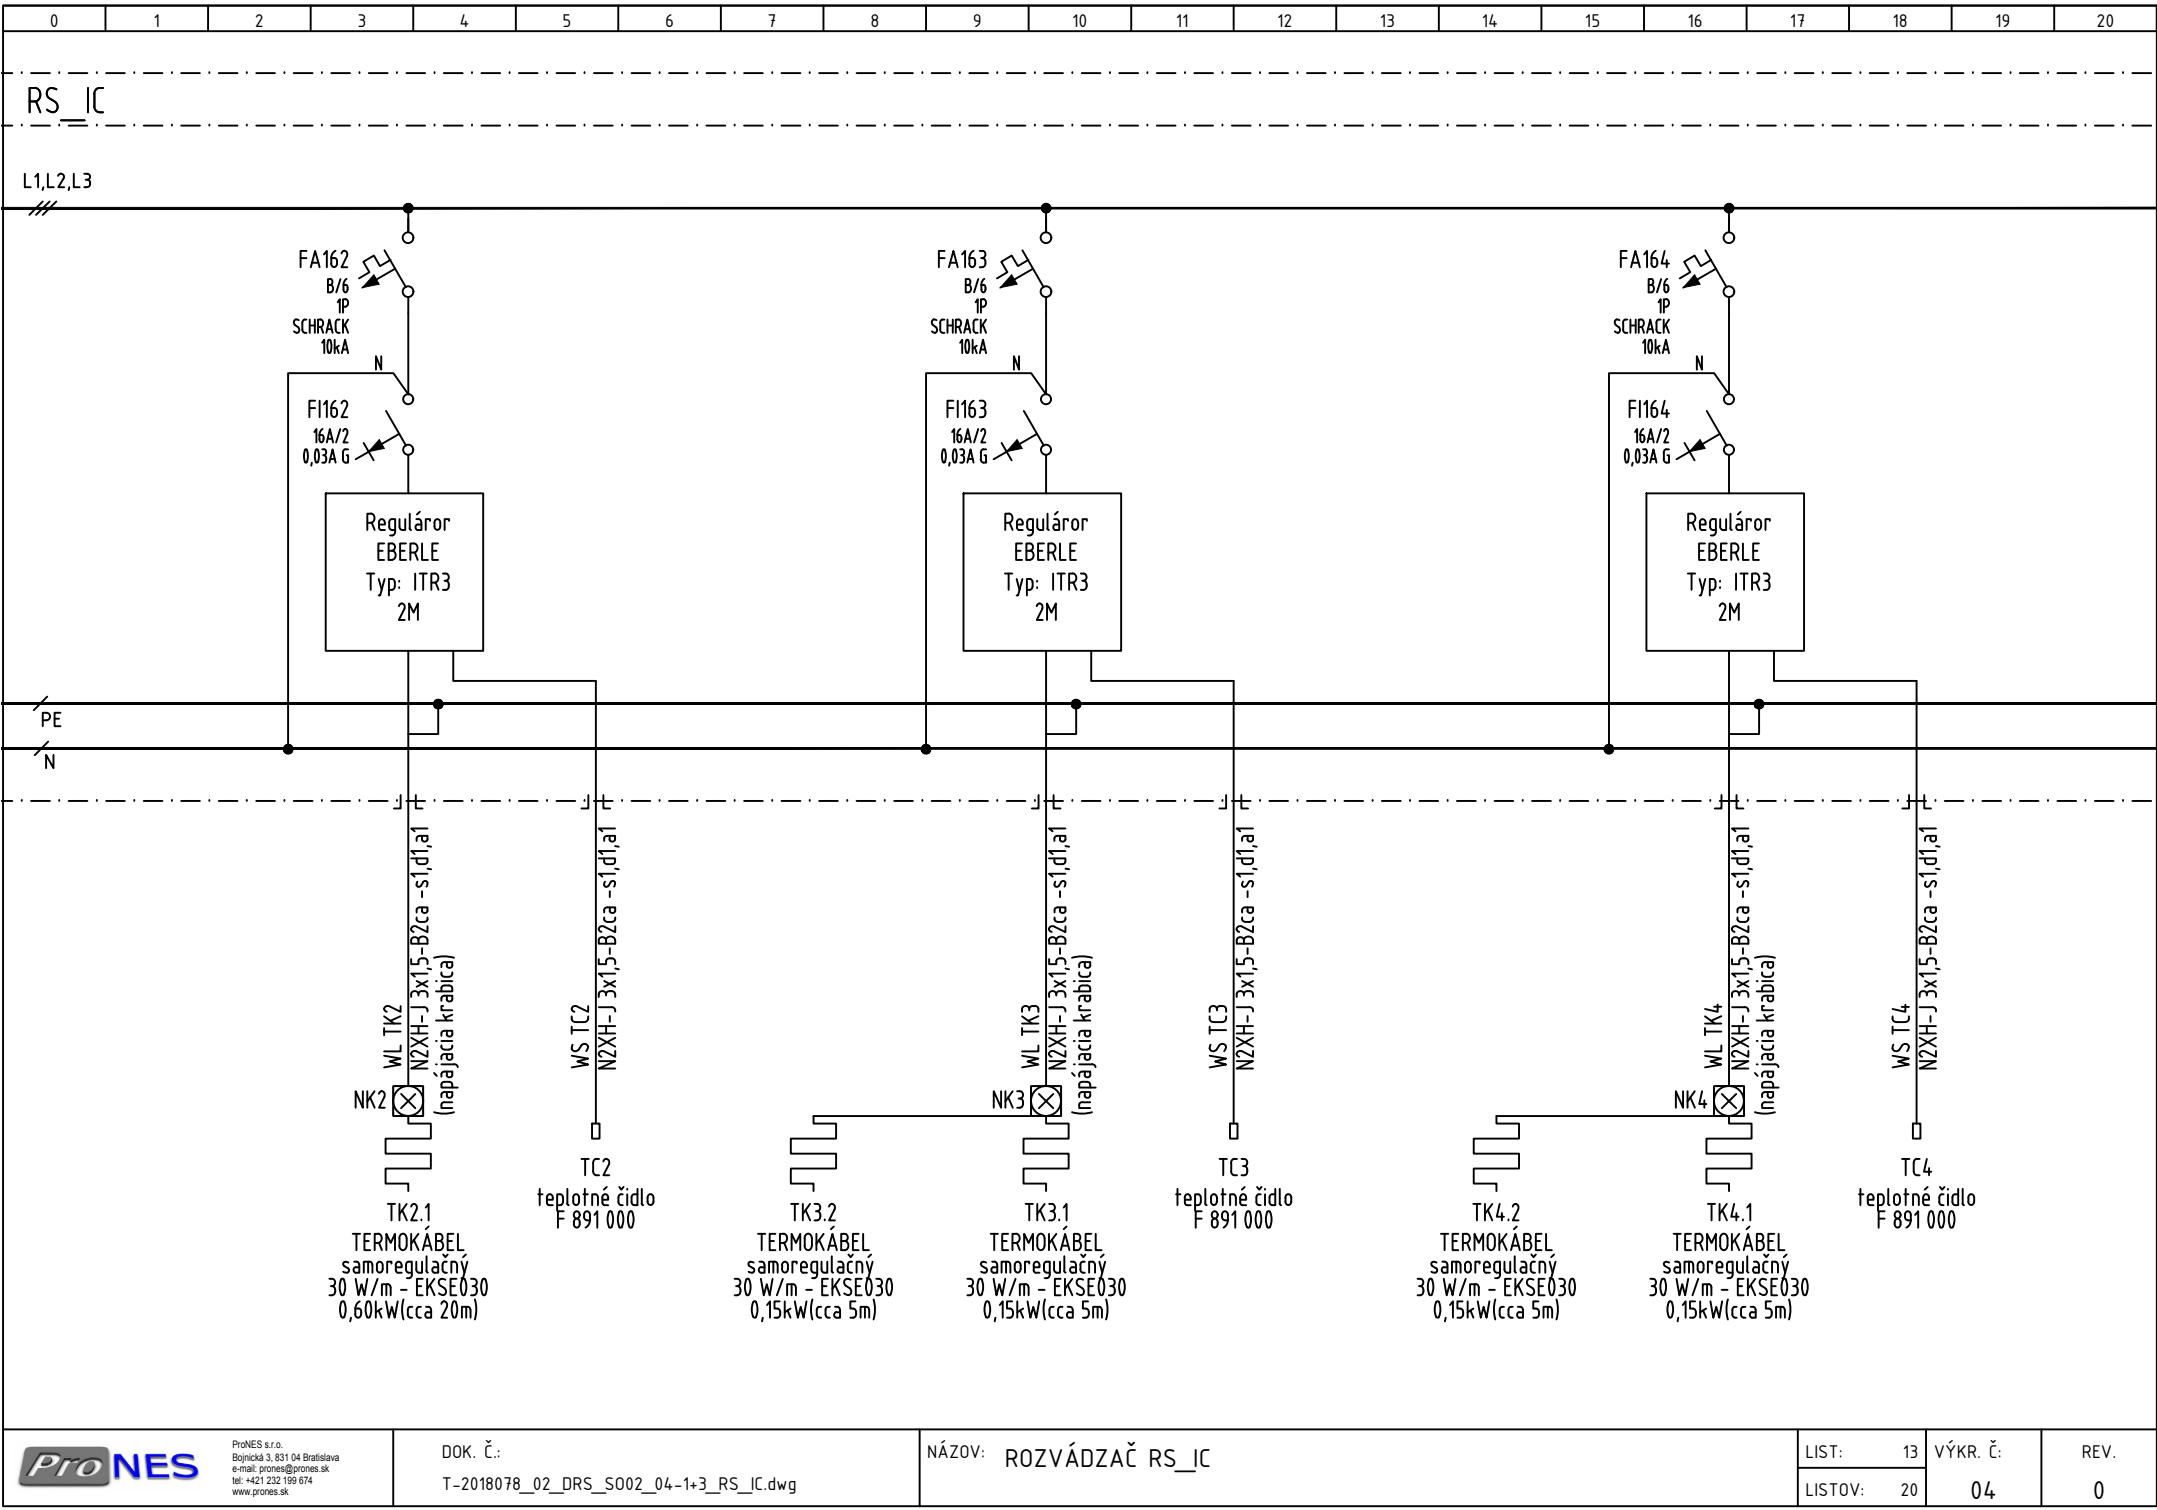 0 1 2 3 4 5 6 7 8 9 10 11 12 13 14 15 16 17 18 19 20
RS_IC
L1,L2,L3
FA162
B/6
1P
SCHRACK
10kA
N
FI162
16A/2
0,03A G
Reguláror
EBERLE
Typ: ITR3
2M
FA163
B/6
1P
SCHRACK
10kA
N
FI163
16A/2
0,03A G
Reguláror
EBERLE
Typ: ITR3
2M
FA164
B/6
1P
SCHRACK
10kA
N
FI164
16A/2
0,03A G
Reguláror
EBERLE
Typ: ITR3
2M
PE
N
WL TK2
N2XH-J 3x1,5-B2ca -s1,d1,a1
(napájacia krabica)
NK2
WS TC2
N2XH-J 3x1,5-B2ca -s1,d1,a1
WL TK3
N2XH-J 3x1,5-B2ca -s1,d1,a1
(napájacia krabica)
NK3
WS TC3
N2XH-J 3x1,5-B2ca -s1,d1,a1
WL TK4
N2XH-J 3x1,5-B2ca -s1,d1,a1
(napájacia krabica)
NK4
WS TC4
N2XH-J 3x1,5-B2ca -s1,d1,a1
TK2.1
TERMOKÁBEL
samoregulačný
30 W/m - EKSE030
0,60kW(cca 20m)
TC2
teplotné čidlo
F 891 000
TK3.2
TERMOKÁBEL
samoregulačný
30 W/m - EKSE030
0,15kW(cca 5m)
TK3.1
TERMOKÁBEL
samoregulačný
30 W/m - EKSE030
0,15kW(cca 5m)
TC3
teplotné čidlo
F 891 000
TK4.2
TERMOKÁBEL
samoregulačný
30 W/m - EKSE030
0,15kW(cca 5m)
TK4.1
TERMOKÁBEL
samoregulačný
30 W/m - EKSE030
0,15kW(cca 5m)
TC4
teplotné čidlo
F 891 000
Pro NES
ProNES s.r.o.
Bojnická 3, 831 04 Bratislava
e-mail: prones@prones.sk
tel: +421 232 199 674
www.prones.sk
DOK. Č.:
T-2018078_02_DRS_SO02_04-1+3_RS_IC.dwg
NÁZOV: ROZVÁDZAČ RS_IC
LIST: 13
LISTOV: 20
VÝKR. Č:
04
REV.
0